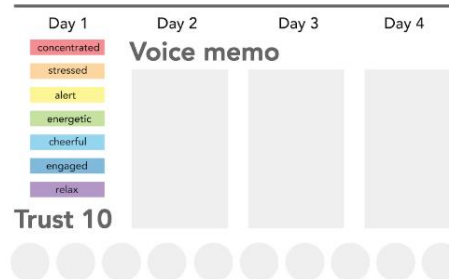 Day 1 Day 2 Day 3 Day 4
Voice memo
concentrated
stressed
alert
energetic
cheerful
engaged
relax
Trust 10